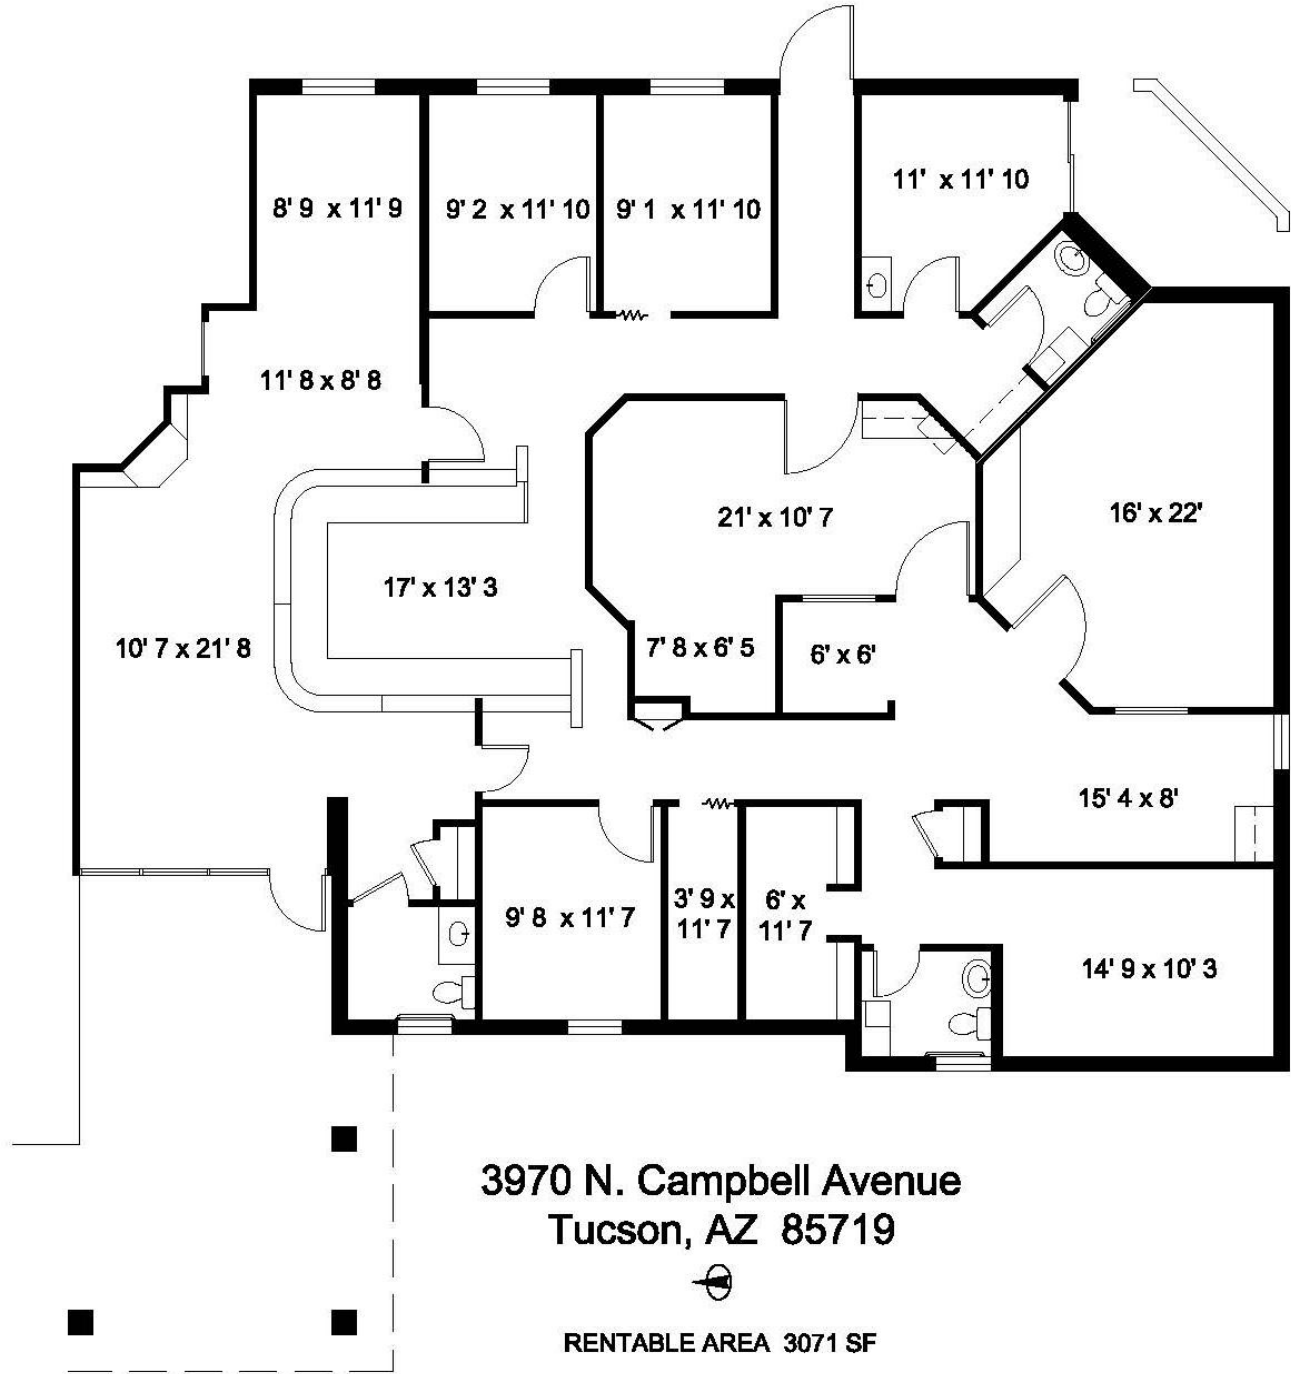 11' x 11' 10
8' 9 x 11' 9
9' 2 x 11' 10
9' 1 x 11' 10
11' 8 x 8' 8
16' x 22'
21' x 10' 7
17' x 13' 3
10' 7 x 21' 8
7' 8 x 6' 5
6' x 6'
15' 4 x 8'
3' 9 x
11' 7
6' x
11' 7
9' 8 x 11' 7
14' 9 x 10' 3
3970 N. Campbell Avenue
Tucson, AZ 85719
RENTABLE AREA 3071 SF